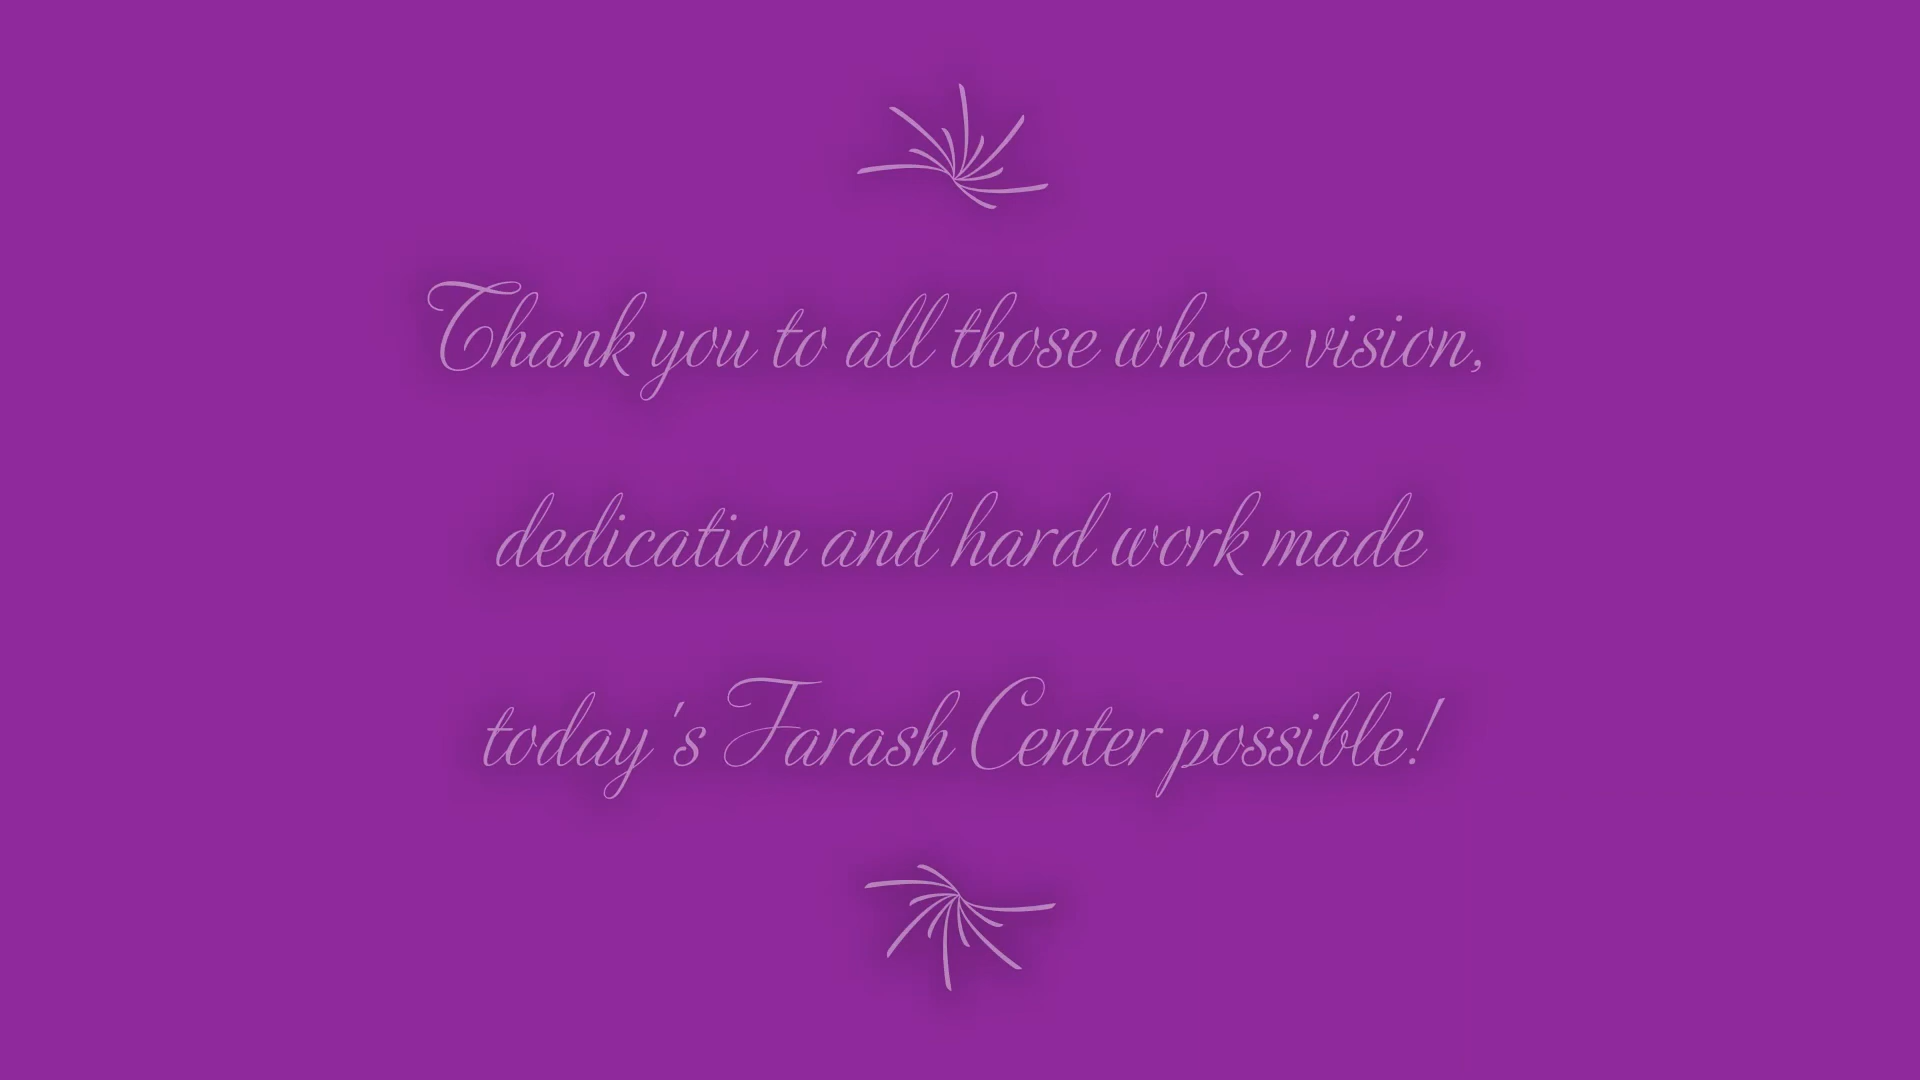 Thank you to all those whose vision,
dedication and hard work made
today's Farash Center possible!